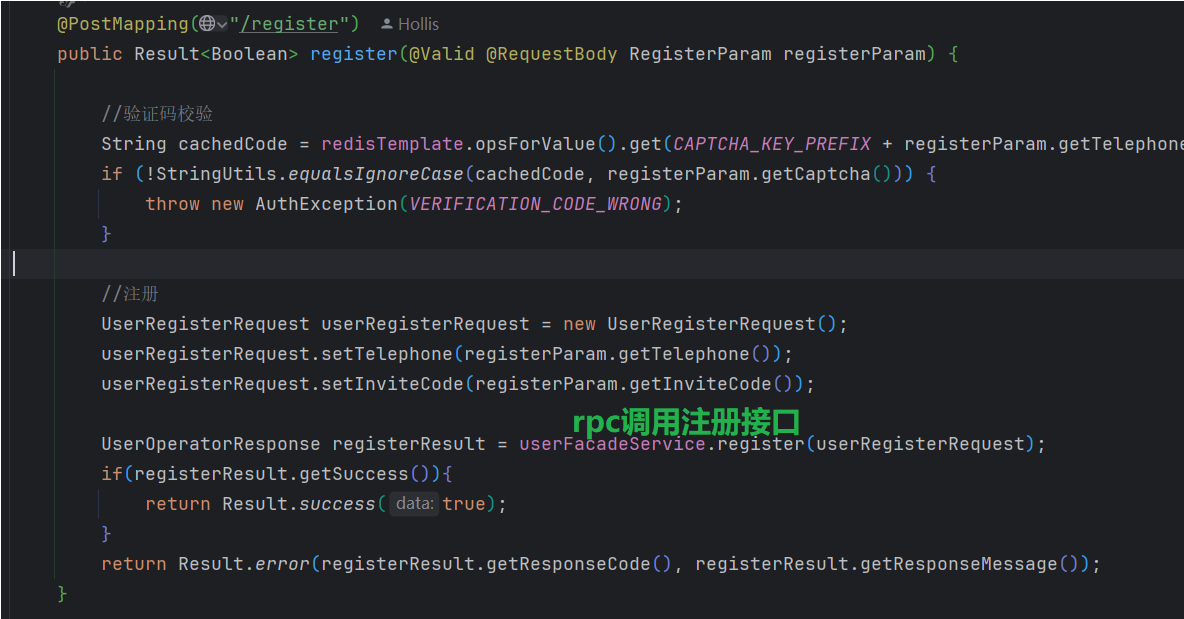 @PostMapping("/register") Hollis
public Result<Boolean> register(@Valid @RequestBody RegisterParam registerParam) {
//验证码校验
String cachedCode = redisTemplate.opsForValue().get(CAPTCHA_KEY_PREFIX + registerParam.getTelephone
if (!StringUtils.equalsIgnoreCase(cachedCode, registerParam.getCaptcha())) {
throw new AuthException(VERIFICATION_CODE_WRONG);
}
//注册
UserRegisterRequest userRegisterRequest = new UserRegisterRequest();
userRegisterRequest.setTelephone(registerParam.getTelephone());
userRegisterRequest.setInviteCode(registerParam.getInviteCode());
rpc调用注册接口
UserOperatorResponse registerResult = userFacadeService.register(userRegisterRequest);
if(registerResult.getSuccess()){
return Result.success( data: true);
}
return Result.error(registerResult.getResponseCode(), registerResult.getResponseMessage());
}